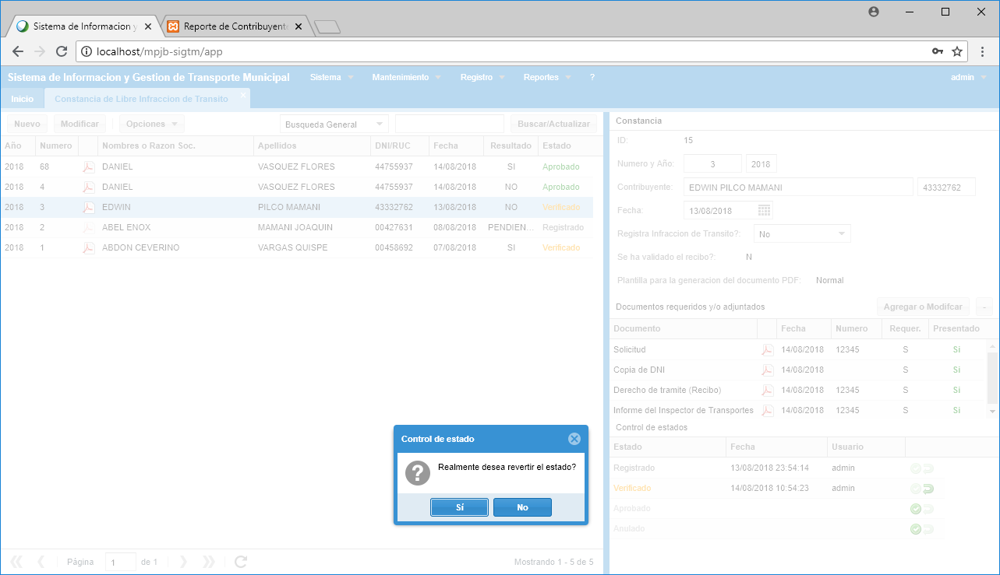 Sistema de Informacion y
Reporte de Contribuyente
localhost/mpjb-sigtm/app
Sistema de Informacion y Gestion de Transporte Municipal Sistema Mantenimiento Registro Reportes ? admin
Inicio Constancia de Libre Infraccion de Transito
Nuevo Modificar Opciones Busqueda General Buscar/Actualizar
Año Numero Nombres o Razon Soc. Apellidos DNI/RUC Fecha Resultado Estado
2018 68 DANIEL VASQUEZ FLORES 44755937 14/08/2018 SI Aprobado
2018 4 DANIEL VASQUEZ FLORES 44755937 14/08/2018 NO Aprobado
2018 3 EDWIN PILCO MAMANI 43332762 13/08/2018 NO Verificado
2018 2 ABEL ENOX MAMANI JOAQUIN 00427631 08/08/2018 PENDIEN... Registrado
2018 1 ABDON CEVERINO VARGAS QUISPE 00458692 07/08/2018 SI Verificado
Página 1 de 1 Mostrando 1 - 5 de 5
Constancia
ID: 15
Numero y Año: 3 2018
Contribuyente: EDWIN PILCO MAMANI 43332762
Fecha: 13/08/2018
Registra Infraccion de Transito?: No
Se ha validado el recibo?: N
Plantilla para la generacion del documento PDF: Normal
Documentos requeridos y/o adjuntados Agregar o Modifcar -
Documento Fecha Numero Requer. Presentado
Solicitud 14/08/2018 12345 S Si
Copia de DNI 14/08/2018 S Si
Derecho de tramite (Recibo) 14/08/2018 12345 S Si
Informe del Inspector de Transportes 14/08/2018 12345 S Si
Control de estados
Estado Fecha Usuario
Registrado 13/08/2018 23:54:14 admin
Verificado 14/08/2018 10:54:23 admin
Aprobado
Anulado
Control de estado
Realmente desea revertir el estado?
Sí No